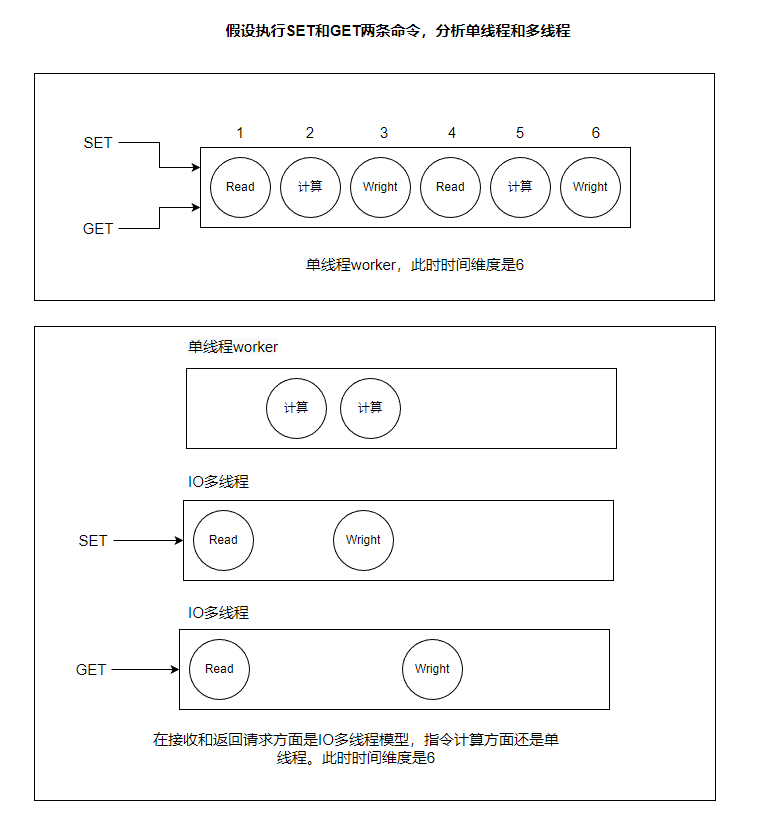 假设执行SET和GET两条命令，分析单线程和多线程
1 2 3 4 5 6
SET
Read 计算 Wright Read 计算 Wright
GET
单线程worker，此时时间维度是6
单线程worker
计算 计算
IO多线程
SET Read Wright
IO多线程
GET Read Wright
在接收和返回请求方面是IO多线程模型，指令计算方面还是单
线程。此时时间维度是6